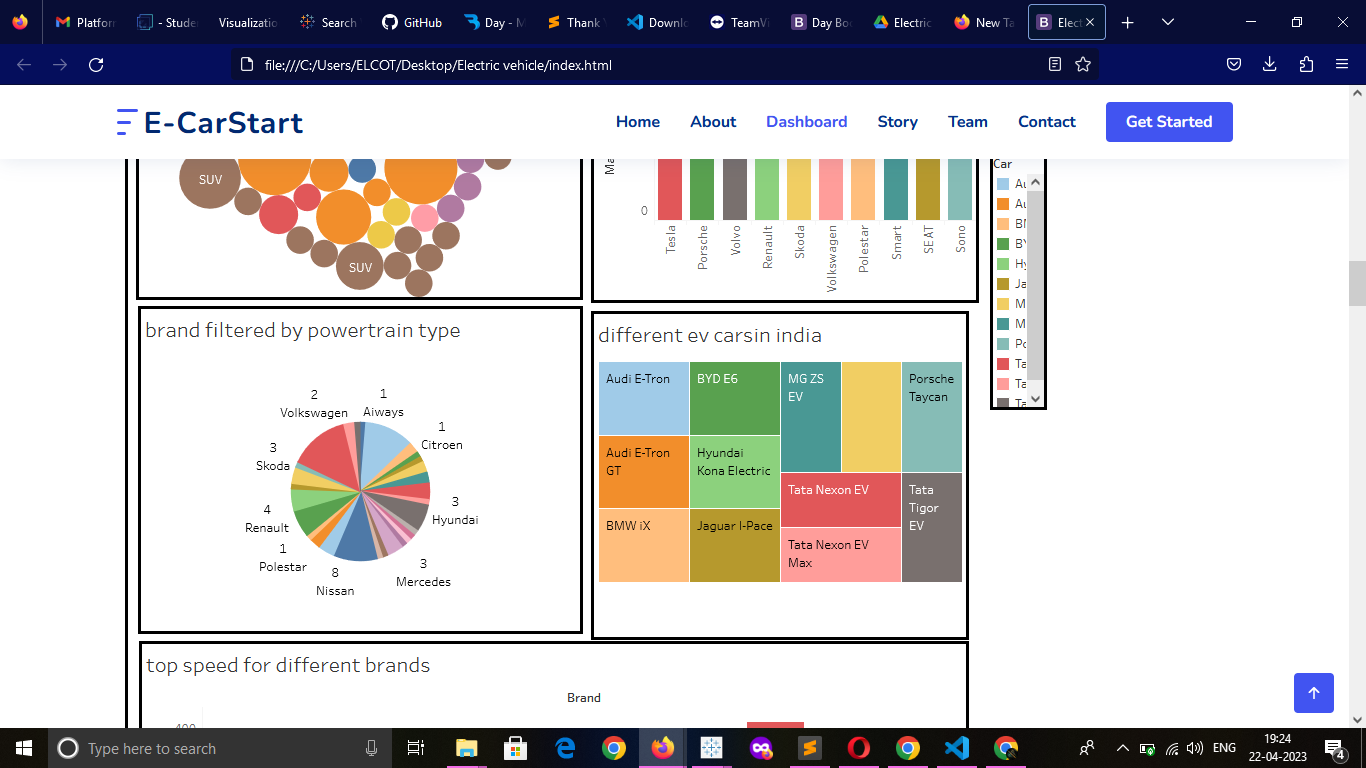 Platforn
- Studen
Visualizatio
Search
GitHub
Day - M
Thank Y
Downlo
TeamVi
Day Boo
Electric
New Ta
Elect
file:///C:/Users/ELCOT/Desktop/Electric vehicle/index.html
E-CarStart
Home
About
Dashboard
Story
Team
Contact
Get Started
SUV
SUV
Ma
0
Tesla
Porsche
Volvo
Renault
Skoda
Volkswagen
Polestar
Smart
SEAT
Sono
Car
Au
Au
BM
BY
Hy
Ja
M
M
Po
Ta
Ta
Ta
brand filtered by powertrain type
2
Volkswagen
1
Aiways
1
Citroen
3
Skoda
3
Hyundai
4
Renault
1
Polestar
8
Nissan
3
Mercedes
different ev carsin india
Audi E-Tron
BYD E6
MG ZS
EV
Porsche
Taycan
Audi E-Tron
GT
Hyundai
Kona Electric
Tata Nexon EV
Tata
Tigor
EV
BMW iX
Jaguar I-Pace
Tata Nexon EV
Max
top speed for different brands
Brand
400
Type here to search
ENG
19:24
22-04-2023
4